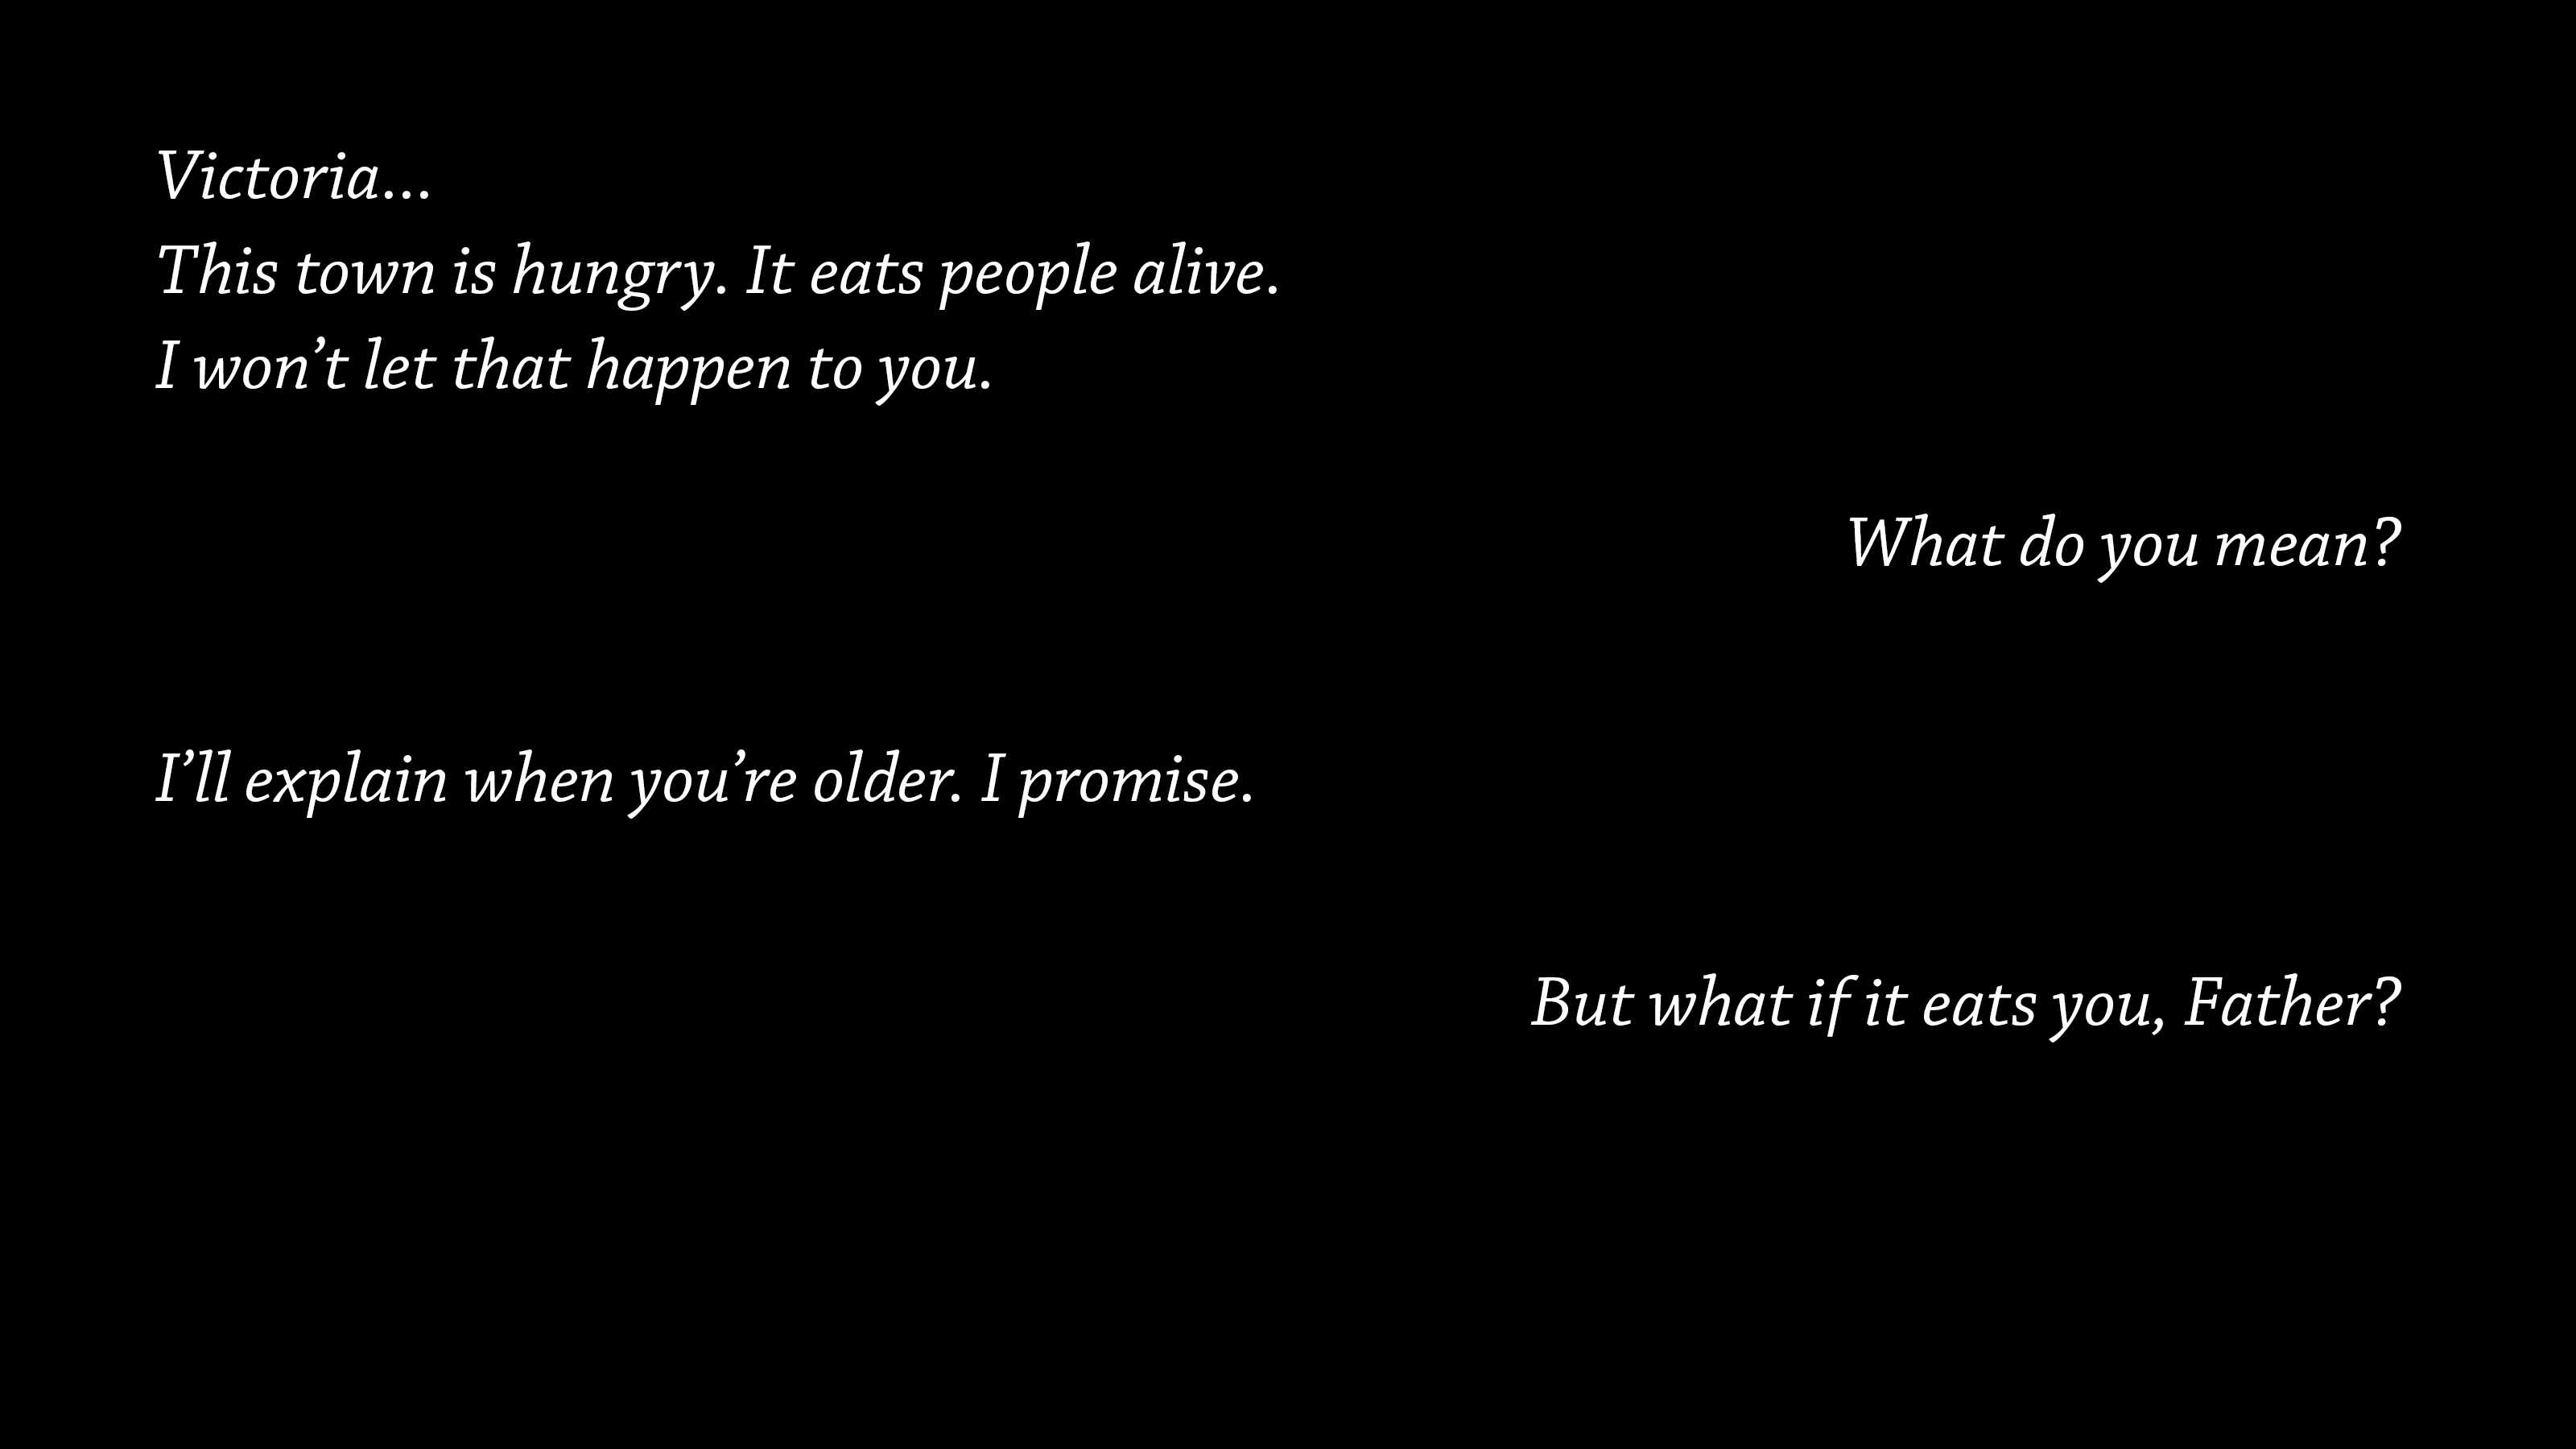 Victoria...
This town is hungry. It eats people alive.
I won’t let that happen to you.
What do you mean?
I’ll explain when you’re older. I promise.
But what if it eats you, Father?